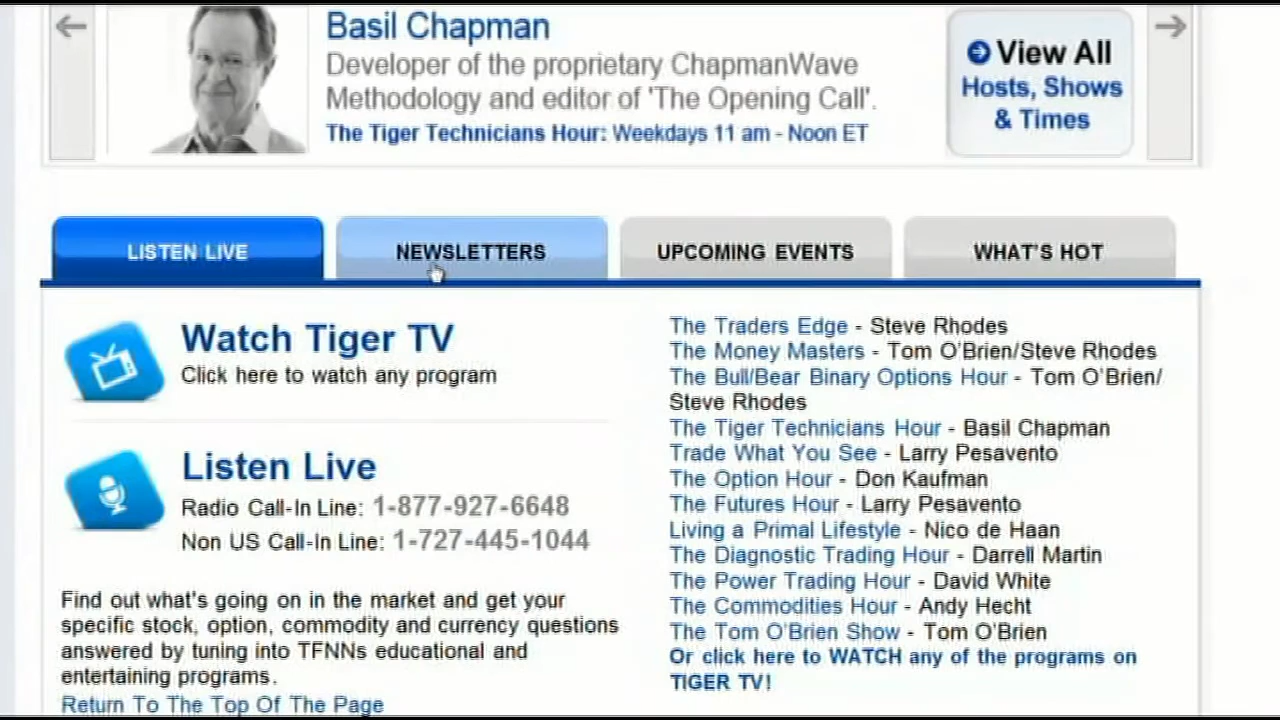 Basil Chapman
Developer of the proprietary ChapmanWave
Methodology and editor of 'The Opening Call'.
The Tiger Technicians Hour: Weekdays 11 am - Noon ET
View All
Hosts, Shows
& Times
LISTEN LIVE
NEWSLETTERS
UPCOMING EVENTS
WHAT'S HOT
Watch Tiger TV
Click here to watch any program
Listen Live
Radio Call-In Line: 1-877-927-6648
Non US Call-In Line: 1-727-445-1044
Find out what's going on in the market and get your
specific stock, option, commodity and currency questions
answered by tuning into TFNNs educational and
entertaining programs.
Return To The Top Of The Page
The Traders Edge - Steve Rhodes
The Money Masters - Tom O'Brien/Steve Rhodes
The Bull/Bear Binary Options Hour - Tom O'Brien/
Steve Rhodes
The Tiger Technicians Hour - Basil Chapman
Trade What You See - Larry Pesavento
The Option Hour - Don Kaufman
The Futures Hour - Larry Pesavento
Living a Primal Lifestyle - Nico de Haan
The Diagnostic Trading Hour - Darrell Martin
The Power Trading Hour - David White
The Commodities Hour - Andy Hecht
The Tom O'Brien Show - Tom O'Brien
Or click here to WATCH any of the programs on
TIGER TV!